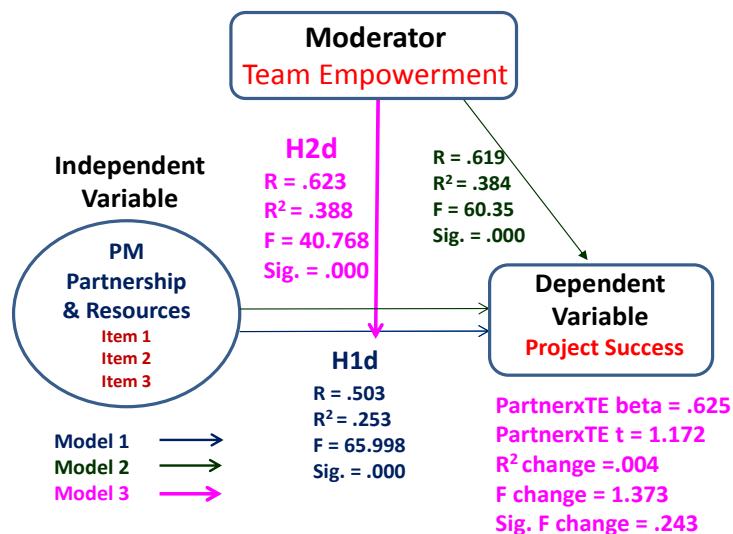 Moderator
Team Empowerment
Independent
Variable
PM
Partnership
& Resources
Item 1
Item 2
Item 3
H2d
R = .623
R² = .388
F = 40.768
Sig. = .000
R = .619
R² = .384
F = 60.35
Sig. = .000
Dependent
Variable
Project Success
H1d
R = .503
R² = .253
F = 65.998
Sig. = .000
Model 1
Model 2
Model 3
PartnerxTE beta = .625
PartnerxTE t = 1.172
R² change =.004
F change = 1.373
Sig. F change = .243